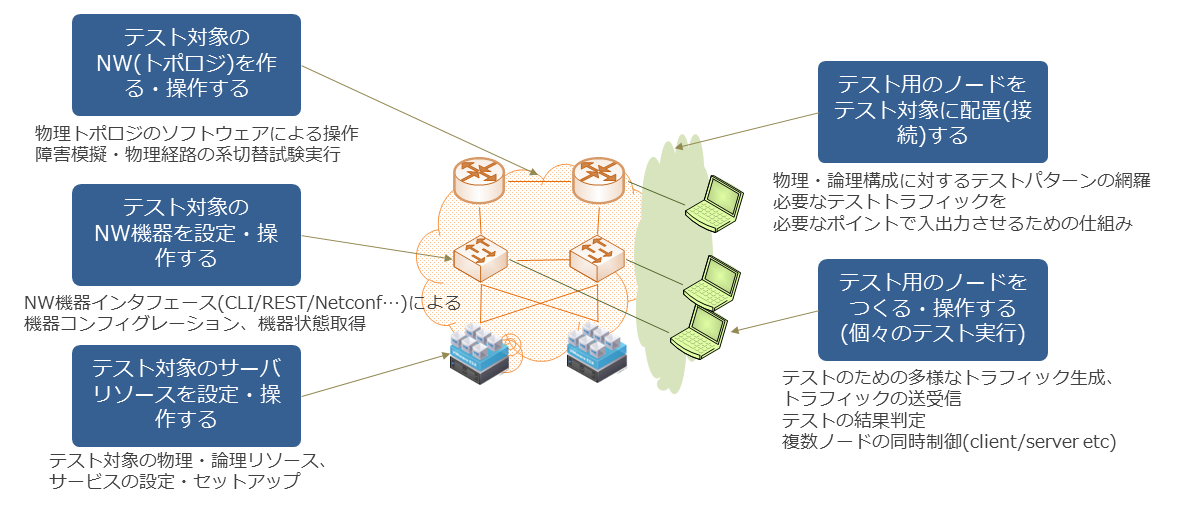 テスト対象の
NW(トポロジ)を作
る・操作する
物理トポロジのソフトウェアによる操作
障害模擬・物理経路の系切替試験実行
テスト対象の
NW機器を設定・操
作する
NW機器インタフェース(CLI/REST/Netconf…)による
機器コンフィグレーション、機器状態取得
テスト対象のサーバ
リソースを設定・操
作する
テスト対象の物理・論理リソース、
サービスの設定・セットアップ
テスト用のノードを
テスト対象に配置(接
続)する
物理・論理構成に対するテストパターンの網羅
必要なテストトラフィックを
必要なポイントで入出力させるための仕組み
テスト用のノードを
つくる・操作する
(個々のテスト実行)
テストのための多様なトラフィック生成、
トラフィックの送受信
テストの結果判定
複数ノードの同時制御(client/server etc)